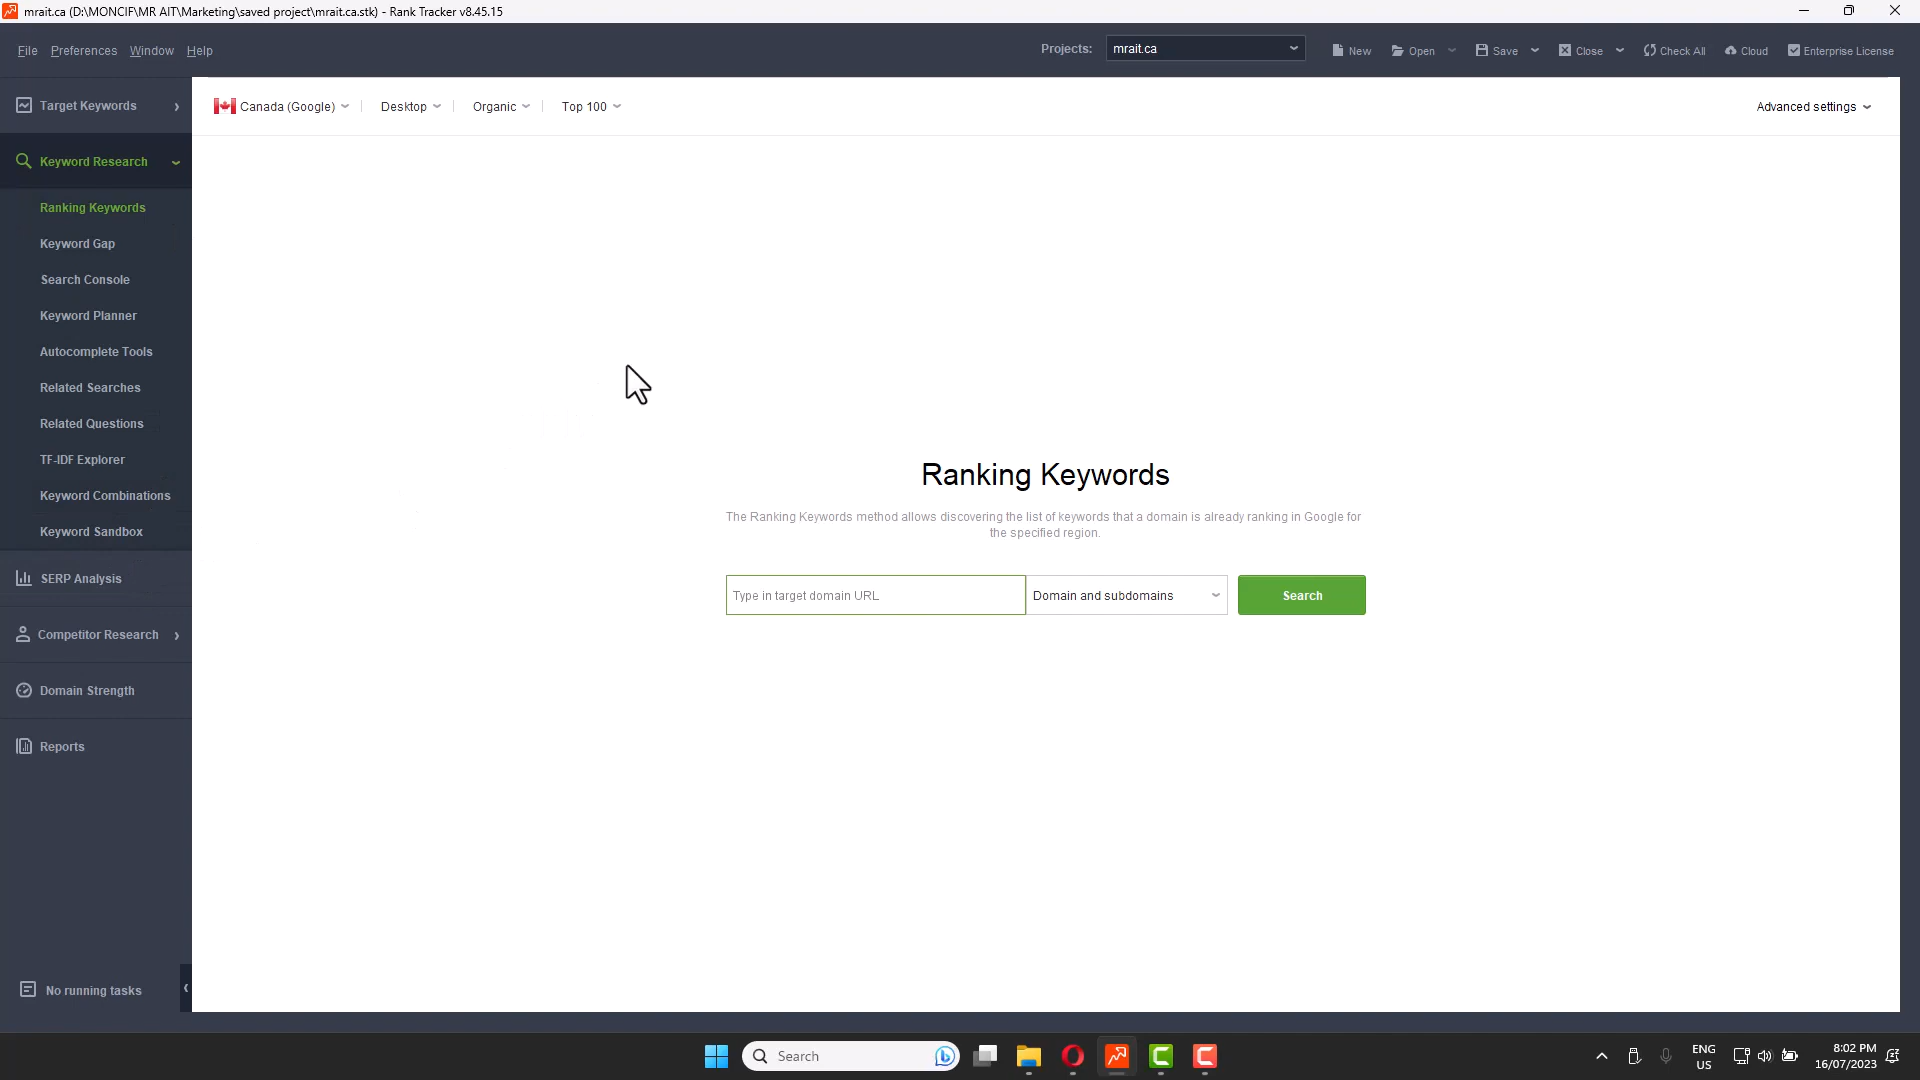 mrait.ca (D:\MONCIF\MR AIT\Marketing\saved project\mrait.ca.stk) - Rank Tracker v8.45.15
File Preferences Window Help
Projects: mrait.ca New Open Save Close Check All Cloud Enterprise License
Target Keywords
Canada (Google) Desktop Organic Top 100 Advanced settings
Keyword Research
Ranking Keywords
Keyword Gap
Search Console
Keyword Planner
Autocomplete Tools
Related Searches
Related Questions
TF-IDF Explorer
Keyword Combinations
Keyword Sandbox
SERP Analysis
Competitor Research
Domain Strength
Reports
No running tasks
Ranking Keywords
The Ranking Keywords method allows discovering the list of keywords that a domain is already ranking in Google for
the specified region.
Type in target domain URL Domain and subdomains Search
Search
ENG
US
8:02 PM
16/07/2023